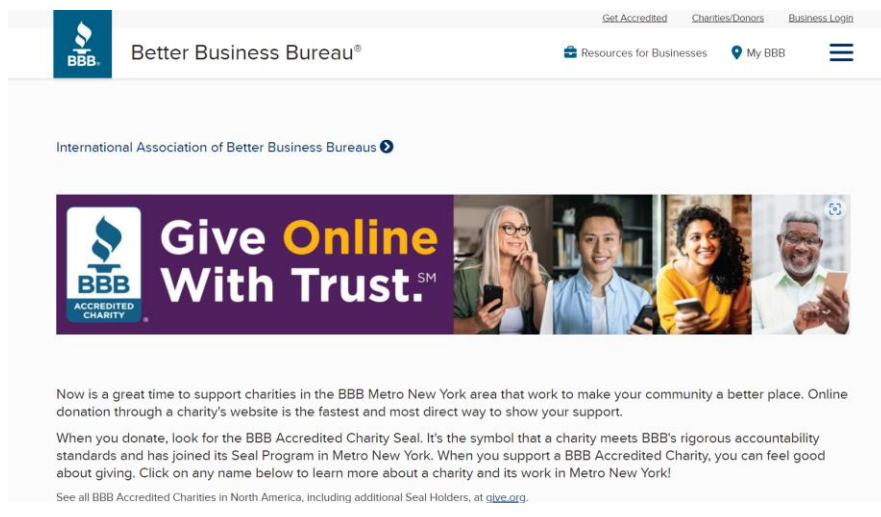 Get Accredited Charities/Donors Business Login
BBB®
Better Business Bureau®
Resources for Businesses My BBB
International Association of Better Business Bureaus
BBB
ACCREDITED
CHARITY ®
Give Online
With Trust.℠
Now is a great time to support charities in the BBB Metro New York area that work to make your community a better place. Online
donation through a charity's website is the fastest and most direct way to show your support.
When you donate, look for the BBB Accredited Charity Seal. It's the symbol that a charity meets BBB's rigorous accountability
standards and has joined its Seal Program in Metro New York. When you support a BBB Accredited Charity, you can feel good
about giving. Click on any name below to learn more about a charity and its work in Metro New York!
See all BBB Accredited Charities in North America, including additional Seal Holders, at give.org.